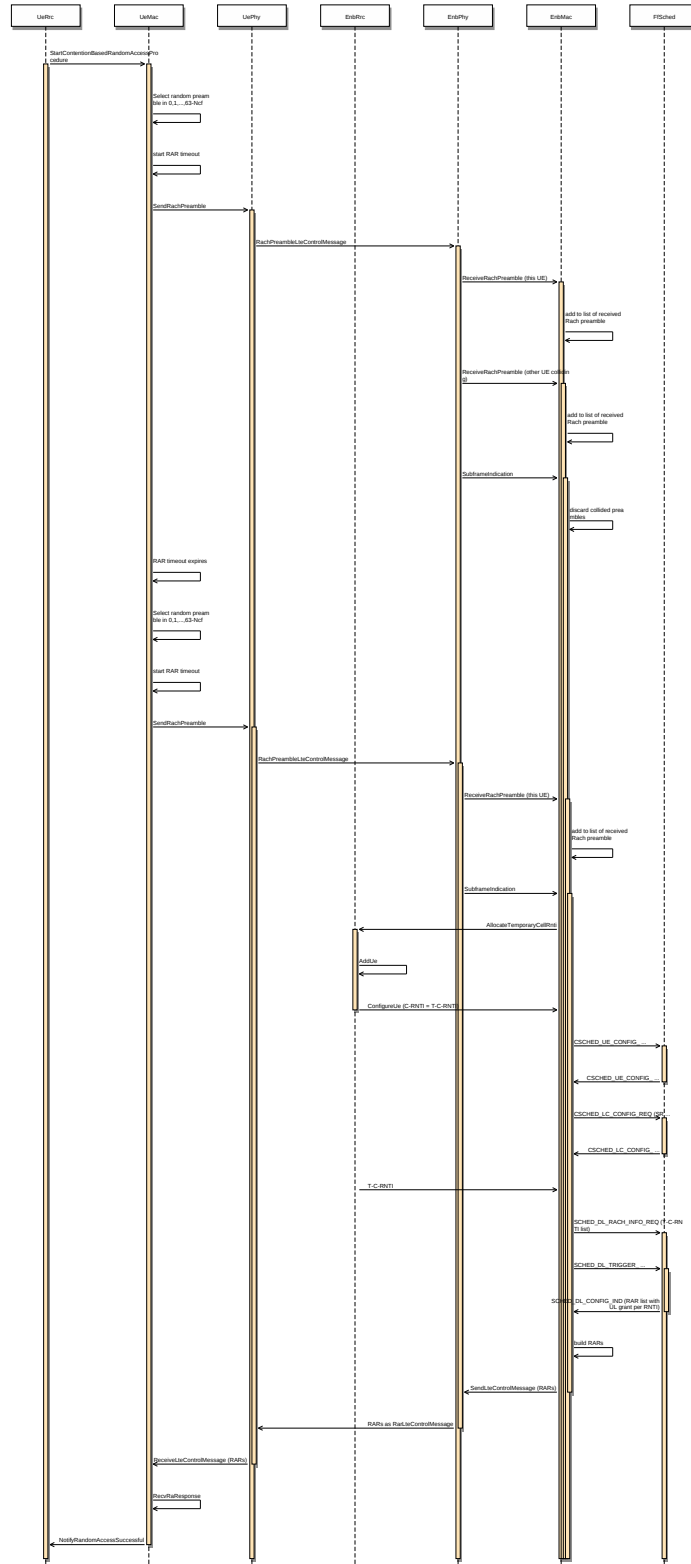 UeRrc
UeMac
UePhy
EnbRrc
EnbPhy
EnbMac
FfSched
StartContentionBasedRandomAccessPro
cedure
Select random pream
ble in 0,1,...,63-Ncf
start RAR timeout
SendRachPreamble
RachPreambleLteControlMessage
ReceiveRachPreamble (this UE)
add to list of received
Rach preamble
ReceiveRachPreamble (other UE collidin
g)
add to list of received
Rach preamble
SubframeIndication
discard collided prea
mbles
RAR timeout expires
Select random pream
ble in 0,1,...,63-Ncf
start RAR timeout
SendRachPreamble
RachPreambleLteControlMessage
ReceiveRachPreamble (this UE)
add to list of received
Rach preamble
SubframeIndication
AllocateTemporaryCellRnti
AddUe
ConfigureUe (C-RNTI = T-C-RNTI)
CSCHED_UE_CONFIG_ ...
CSCHED_UE_CONFIG_ ...
CSCHED_LC_CONFIG_REQ (SR...
CSCHED_LC_CONFIG_ ...
T-C-RNTI
SCHED_DL_RACH_INFO_REQ (T-C-RN
TI list)
SCHED_DL_TRIGGER_ ...
SCHED_DL_CONFIG_IND (RAR list with
UL grant per RNTI)
build RARs
SendLteControlMessage (RARs)
RARs as RarLteControlMessage
ReceiveLteControlMessage (RARs)
RecvRaResponse
NotifyRandomAccessSuccessful